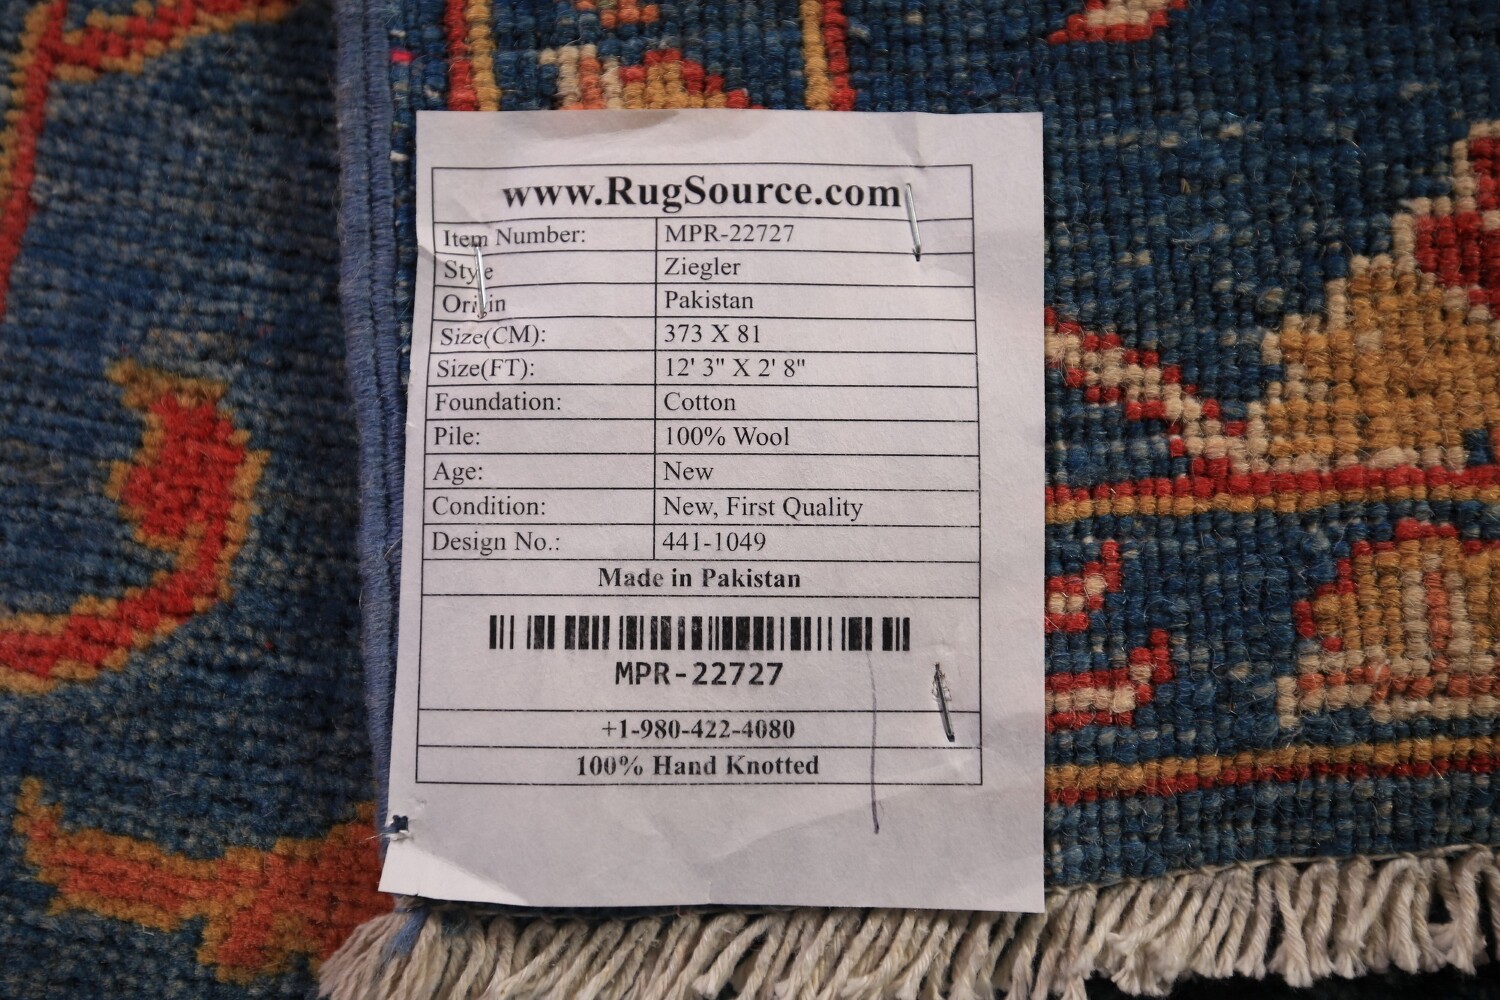 www.RugSource.com
Item Number: MPR-22727
Style Ziegler
Origin Pakistan
Size(CM): 373 X 81
Size(FT): 12' 3" X 2' 8"
Foundation: Cotton
Pile: 100% Wool
Age: New
Condition: New, First Quality
Design No.: 441-1049
Made in Pakistan
MPR-22727
+1-980-422-4080
100% Hand Knotted